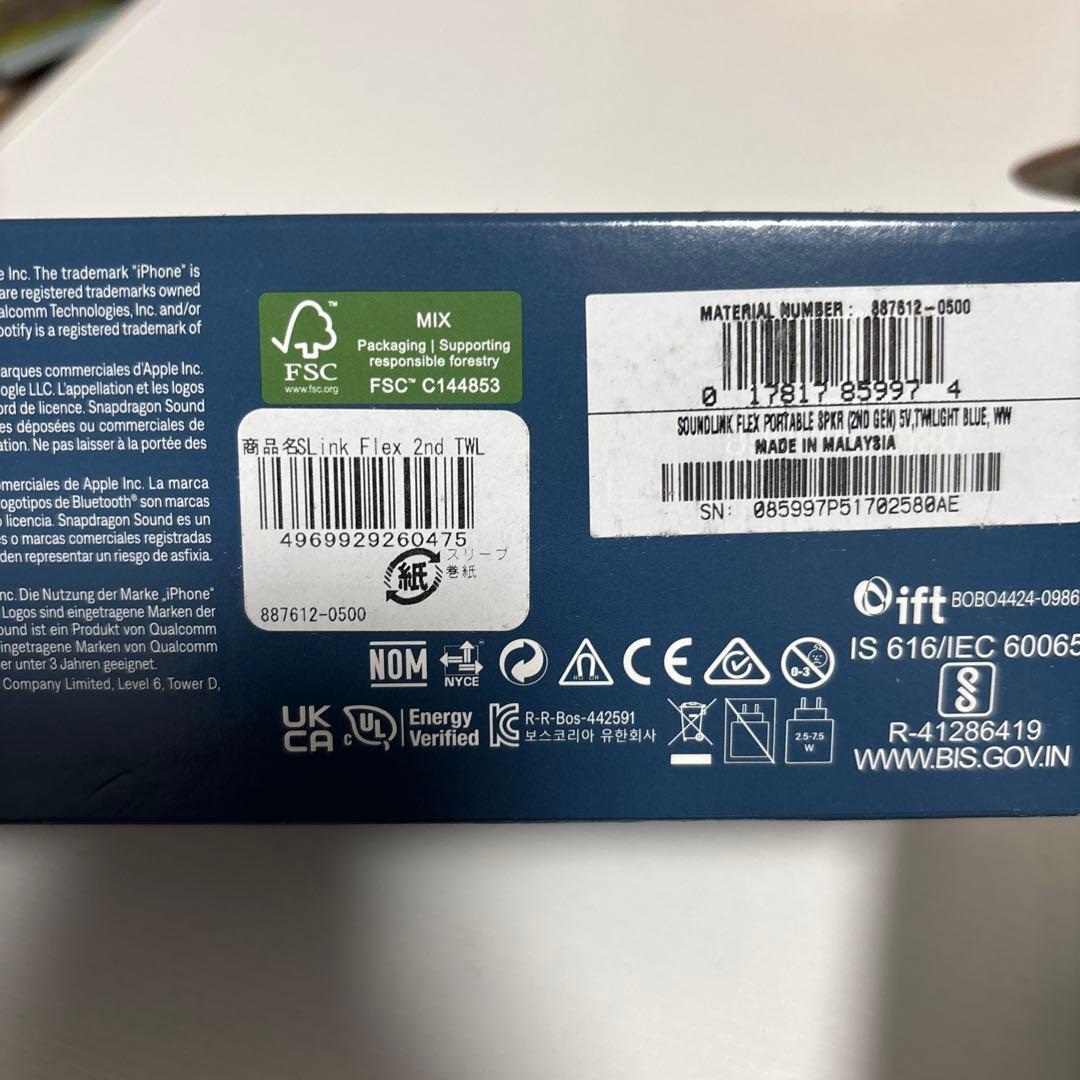 e Inc. The trademark "iPhone" is
are registered trademarks owned
alcomm Technologies, Inc. and/or
potify is a registered trademark of
arques commerciales d'Apple Inc.
ogle LLC. L'appellation et les logos
ord de licence. Snapdragon Sound
es déposées ou commerciales de
ation. Ne pas laisser à la portée des
merciales de Apple Inc. La marca
ogotipos de Bluetooth® son marcas
o licencia. Snapdragon Sound es un
s o marcas comerciales registradas
den representar un riesgo de asfixia.
nc. Die Nutzung der Marke „iPhone"
Logos sind eingetragene Marken der
ound ist ein Produkt von Qualcomm
eingetragene Marken von Qualcomm
er unter 3 Jahren geeignet.
Company Limited, Level 6, Tower D,
FSC
TM
www.fsc.org
MIX
Packaging | Supporting
responsible forestry
FSC™ C144853
商品名SLink Flex 2nd TWL
4969929260475
紙
スリーブ
巻紙
887612-0500
MATERIAL NUMBER: 887612-0500
0 17817 85997 4
SOUNDLINK FLEX PORTABLE SPKR (2ND GEN) 5V,TWILIGHT BLUE, WW
MADE IN MALAYSIA
SN: 085997P51702580AE
ift BOBO4424-0986
IS 616/IEC 60065
R-41286419
WWW.BIS.GOV.IN
NOM
NYCE
CE
0-3
UK
CA
c UL
Energy
Verified
R-R-Bos-442591
보스코리아 유한회사
2.5-7.5
W